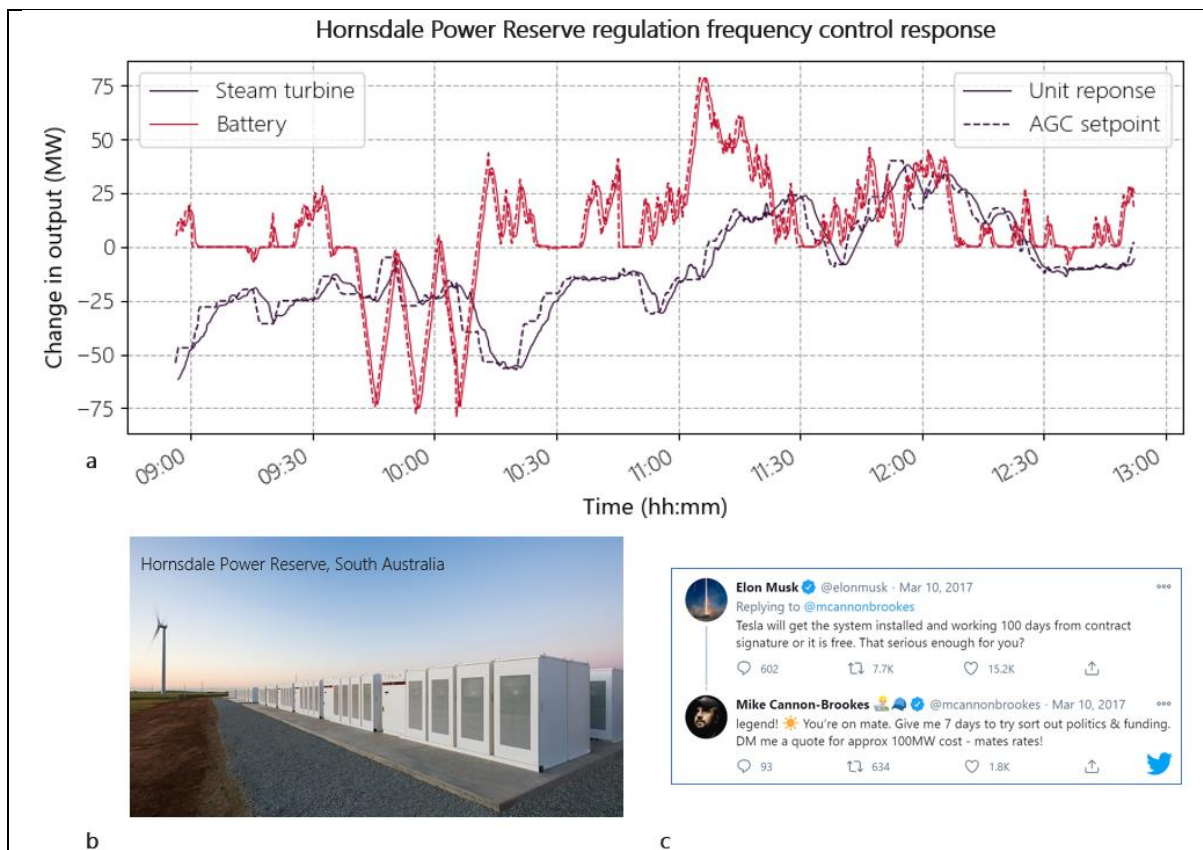 Hornsdale Power Reserve regulation frequency control response
Steam turbine
Battery
Unit reponse
AGC setpoint
Change in output (MW)
75
50
25
0
−25
−50
−75
09:00
09:30
10:00
10:30
11:00
11:30
12:00
12:30
13:00
Time (hh:mm)
a
Hornsdale Power Reserve, South Australia
b
Elon Musk @elonmusk · Mar 10, 2017
Replying to @mcannonbrookes
Tesla will get the system installed and working 100 days from contract
signature or it is free. That serious enough for you?
602 7.7K 15.2K
Mike Cannon-Brookes @mcannonbrookes · Mar 10, 2017
legend! ☀️ You're on mate. Give me 7 days to try sort out politics & funding.
DM me a quote for approx 100MW cost - mates rates!
93 634 1.8K
c